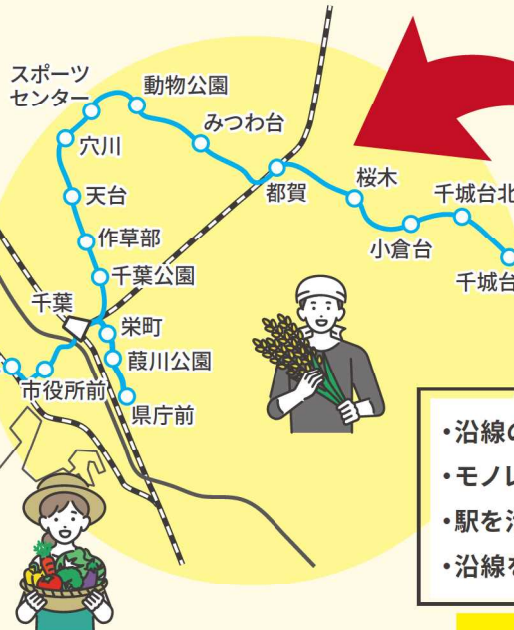 スポーツ
センター
動物公園
みつわ台
穴川
都賀
桜木
千城台北
天台
小倉台
作草部
千城台
千葉公園
千葉
栄町
葭川公園
市役所前
県庁前
・沿線の
・モノレ
・駅を活
・沿線を